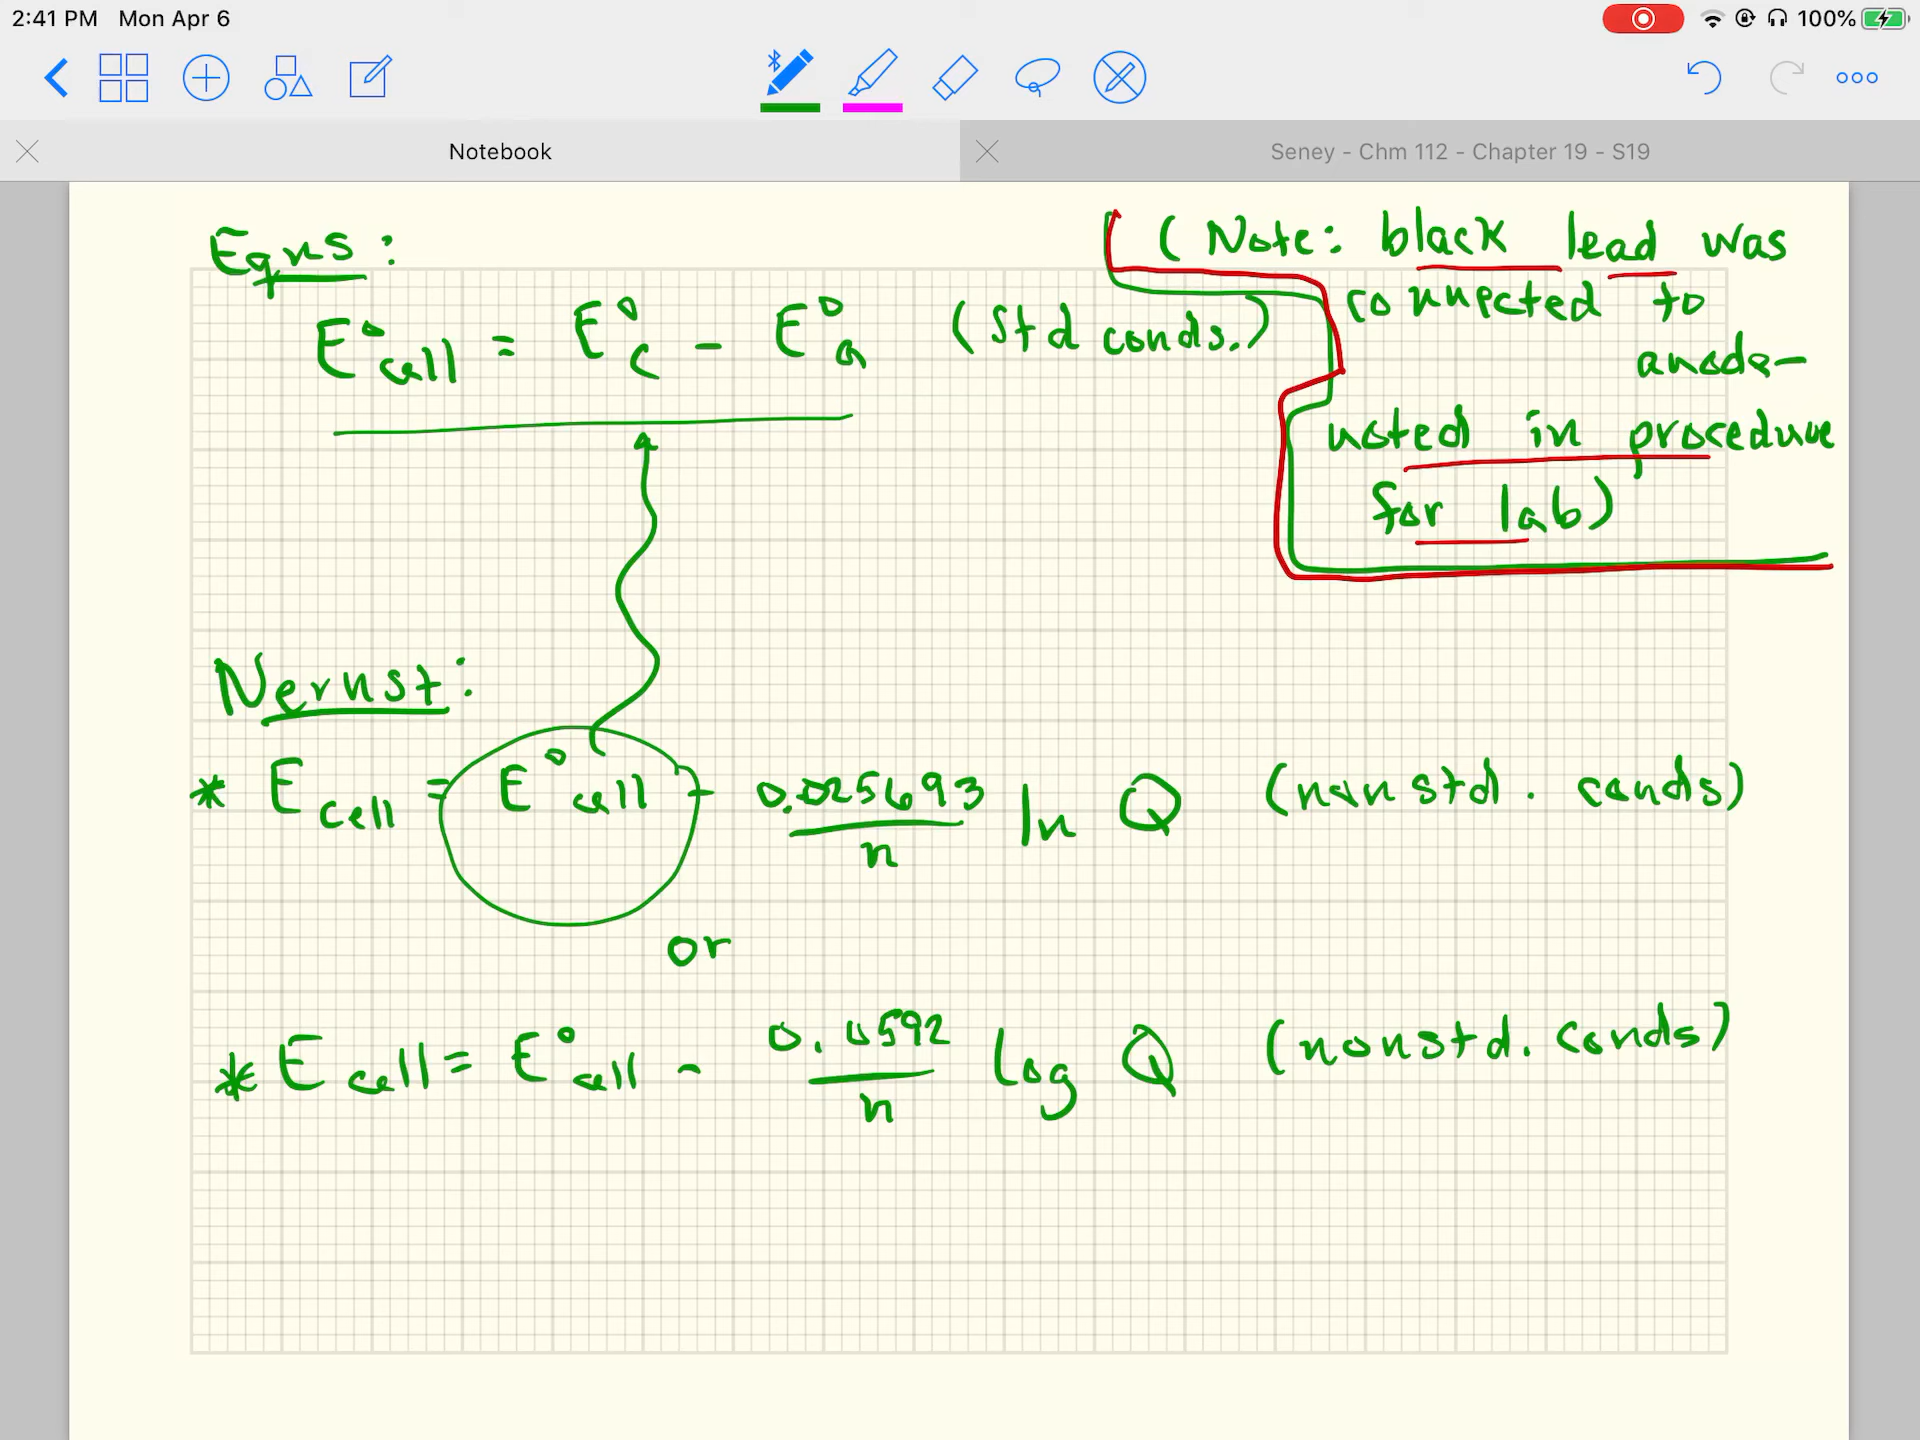 2:41 PM Mon Apr 6
100%
Notebook
Seney - Chm 112 - Chapter 19 - S19
Eqns:
E°cell = E°c - E°a (Std conds.)
(Note: black lead was
connected to
anode-
noted in procedure
for lab)
Nernst:
* Ecell = E°cell - 0.025693/n ln Q (nonstd. conds)
or
* Ecell = E°cell - 0.0592/n log Q (nonstd. conds)